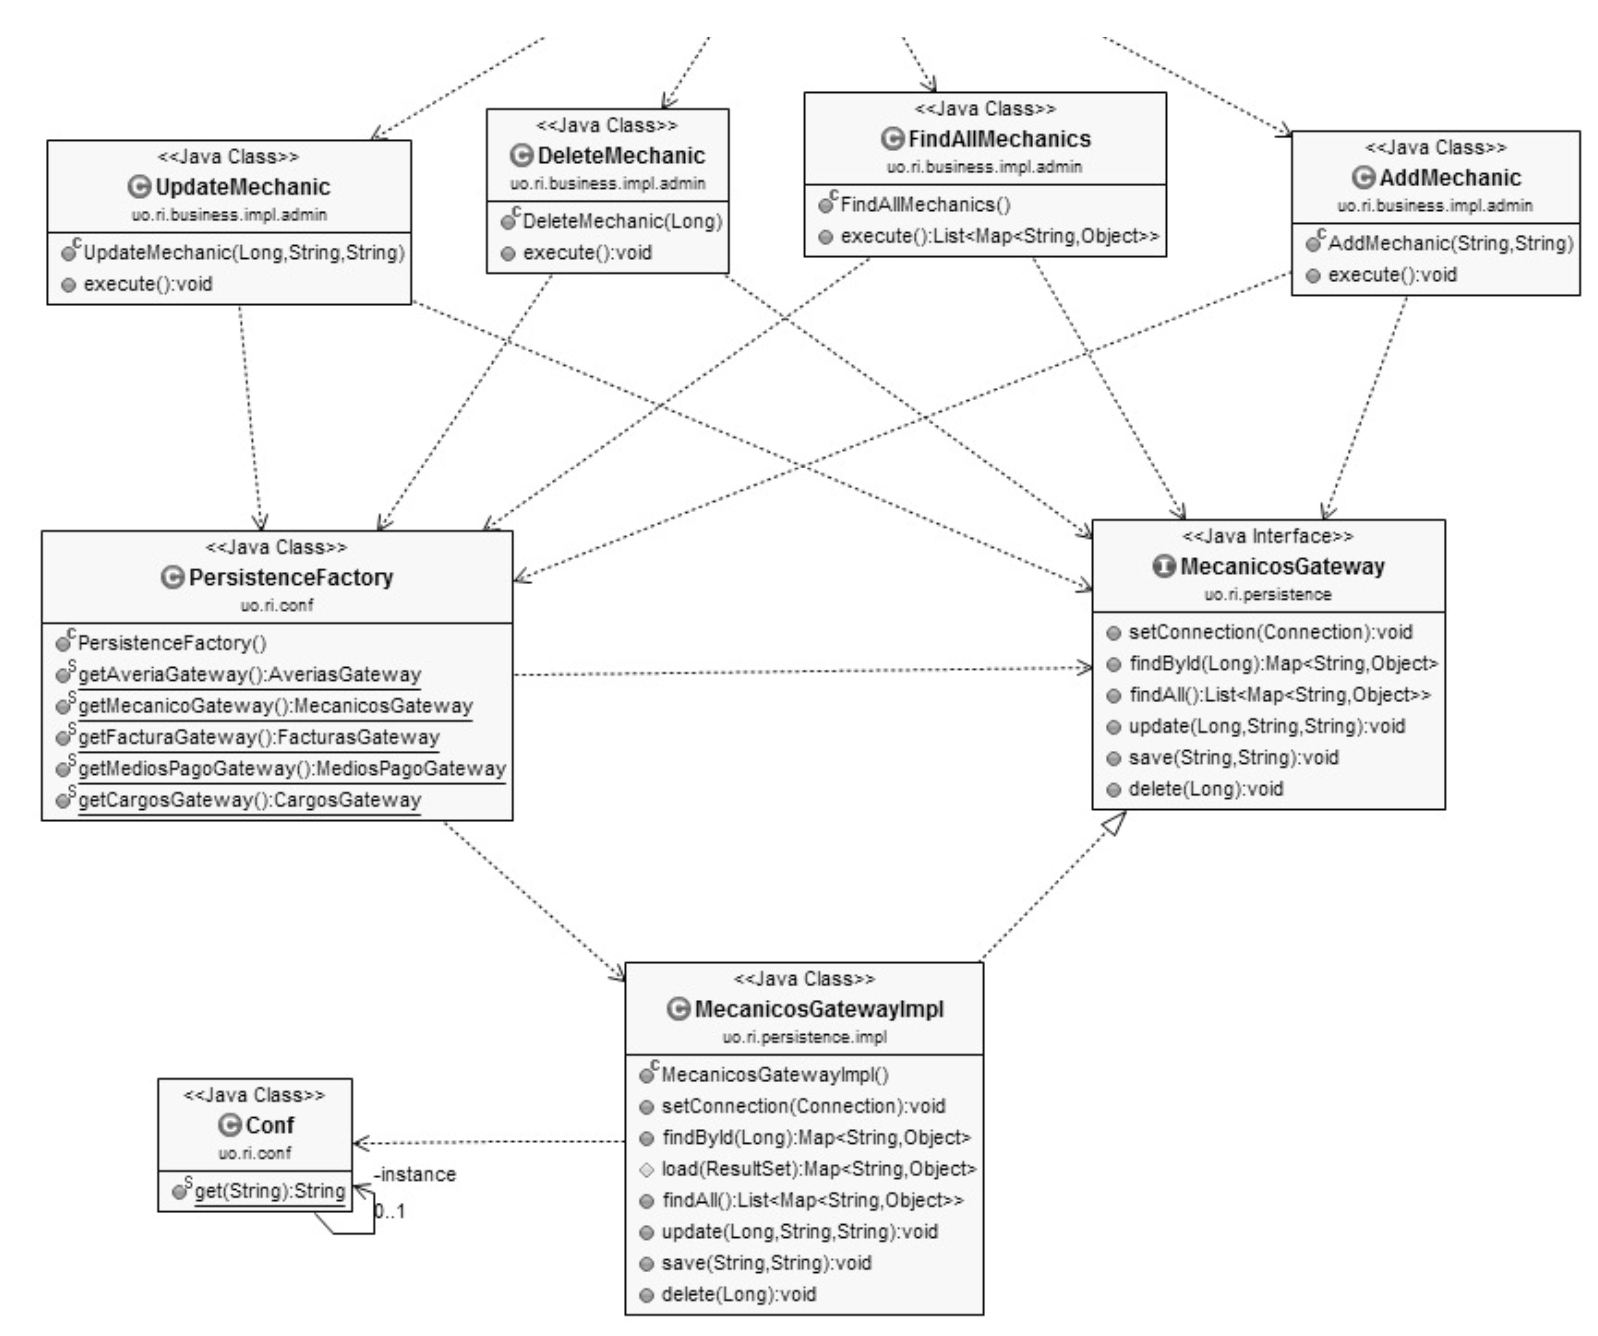 <<Java Class>>
UpdateMechanic
uo.ri.business.impl.admin
UpdateMechanic(Long,String,String)
execute():void
<<Java Class>>
DeleteMechanic
uo.ri.business.impl.admin
DeleteMechanic(Long)
execute():void
<<Java Class>>
FindAllMechanics
uo.ri.business.impl.admin
FindAllMechanics()
execute():List<Map<String,Object>>
<<Java Class>>
AddMechanic
uo.ri.business.impl.admin
AddMechanic(String,String)
execute():void
<<Java Class>>
PersistenceFactory
uo.ri.conf
PersistenceFactory()
getAveriaGateway():AveriasGateway
getMecanicoGateway():MecanicosGateway
getFacturaGateway():FacturasGateway
getMediosPagoGateway():MediosPagoGateway
getCargosGateway():CargosGateway
<<Java Interface>>
MecanicosGateway
uo.ri.persistence
setConnection(Connection):void
findById(Long):Map<String,Object>
findAll():List<Map<String,Object>>
update(Long,String,String):void
save(String,String):void
delete(Long):void
<<Java Class>>
MecanicosGatewayImpl
uo.ri.persistence.impl
MecanicosGatewayImpl()
setConnection(Connection):void
findById(Long):Map<String,Object>
load(ResultSet):Map<String,Object>
findAll():List<Map<String,Object>>
update(Long,String,String):void
save(String,String):void
delete(Long):void
<<Java Class>>
Conf
uo.ri.conf
get(String):String
-instance
0..1